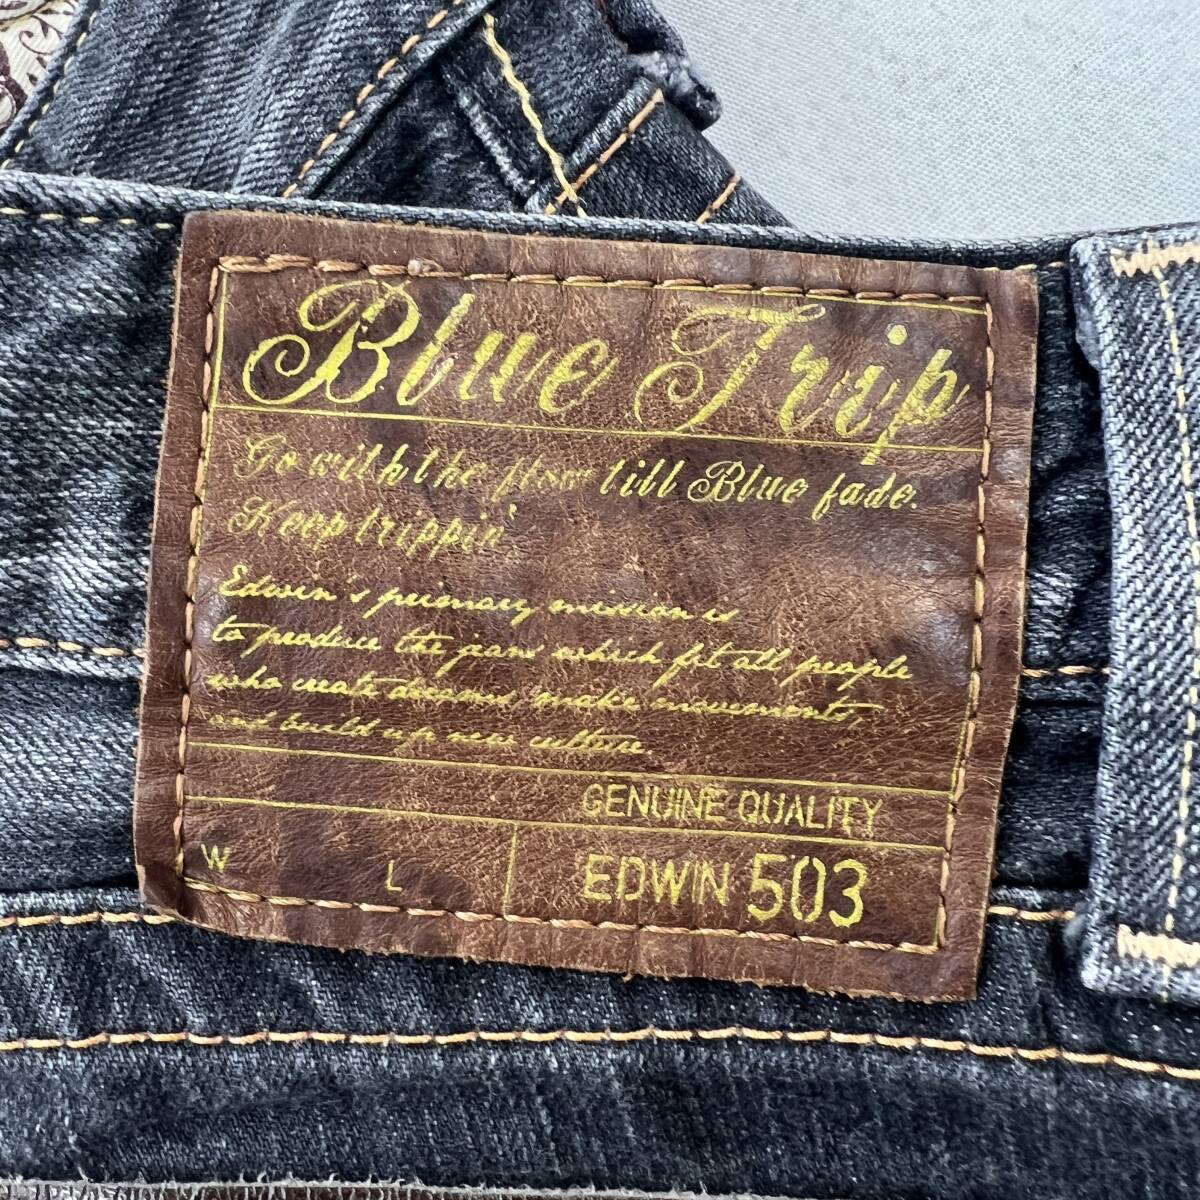 Blue Trip
Go with the flow till Blue fade.
Keep trippin'
Edwin's primary mission is
to produce the jeans which fit all people
who create dreams, make movements,
and build up new culture.
GENUINE QUALITY
W L EDWIN 503